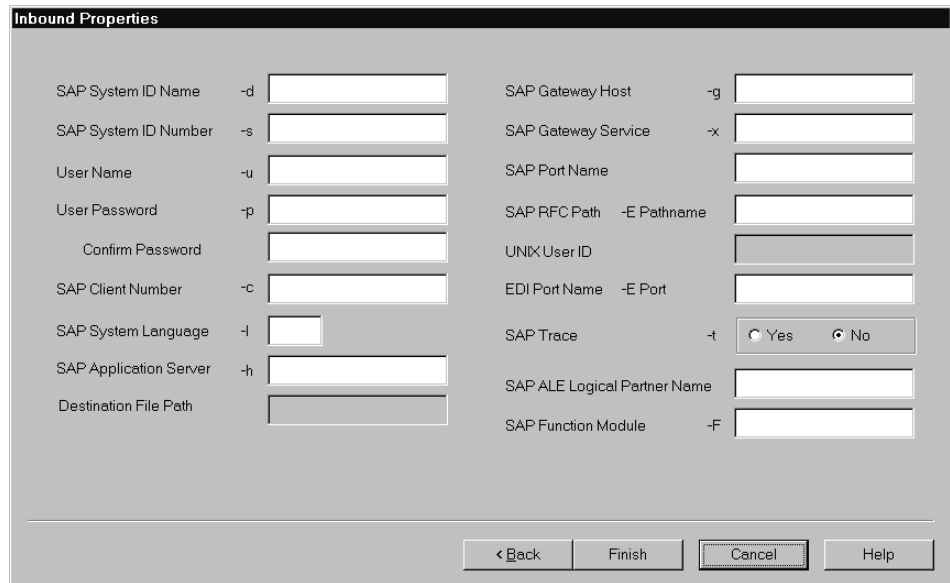 Inbound Properties
SAP System ID Name -d
SAP System ID Number -s
User Name -u
User Password -p
Confirm Password
SAP Client Number -c
SAP System Language -l
SAP Application Server -h
Destination File Path
SAP Gateway Host -g
SAP Gateway Service -x
SAP Port Name
SAP RFC Path -E Pathname
UNIX User ID
EDI Port Name -E Port
SAP Trace -t Yes No
SAP ALE Logical Partner Name
SAP Function Module -F
< Back Finish Cancel Help